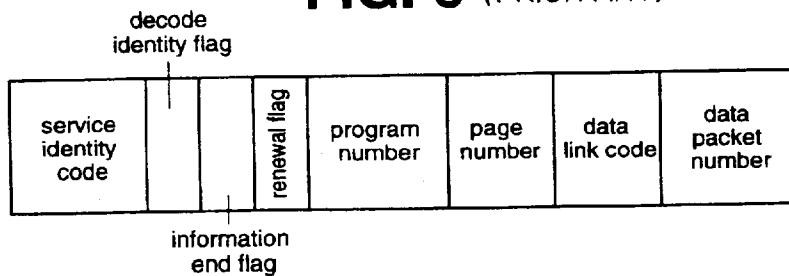 decode
identity flag
service
identity
code
renewal flag
program
number
page
number
data
link code
data
packet
number
information
end flag